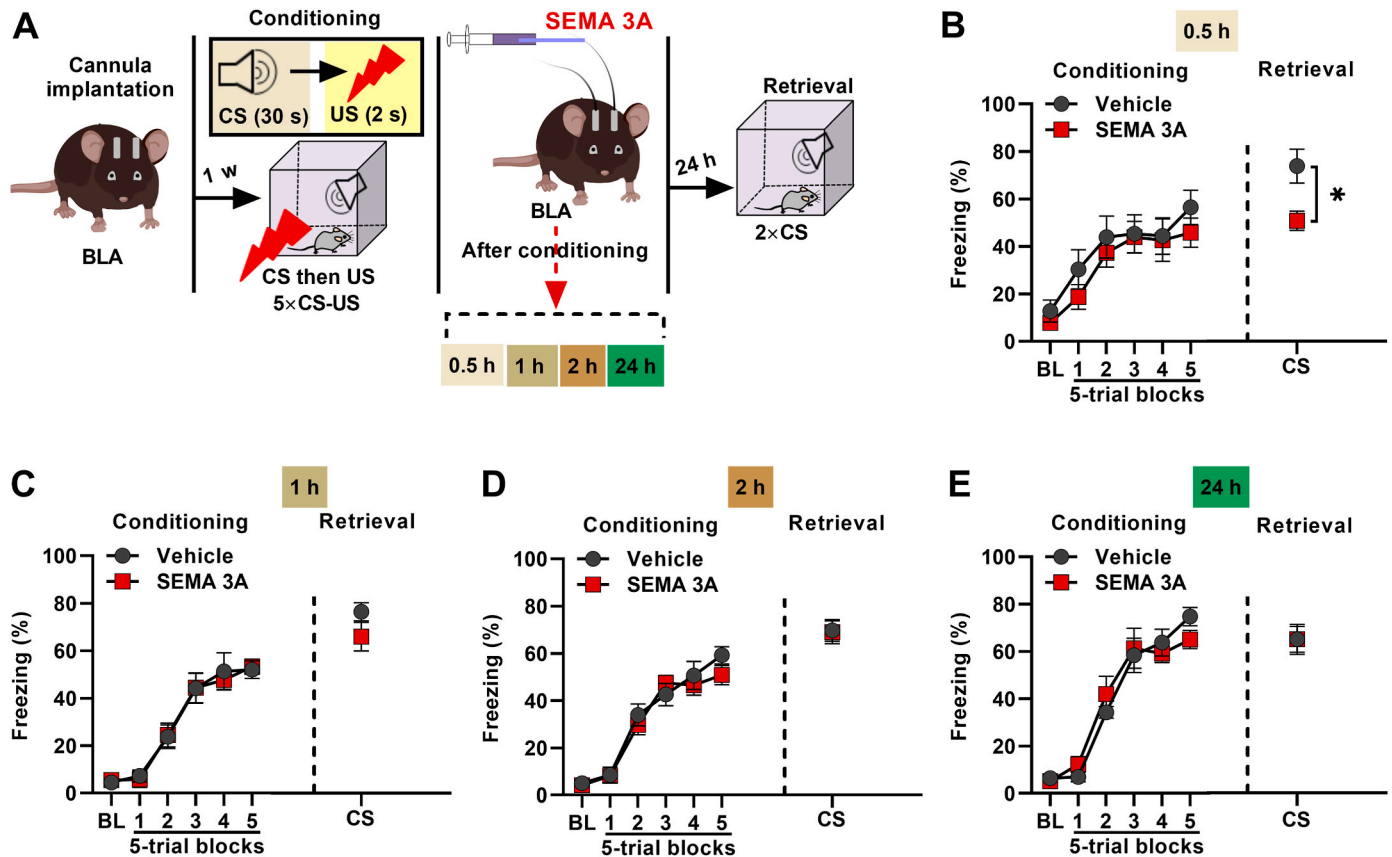 A
Cannula
implantation
BLA
1 w
Conditioning
CS (30 s)
US (2 s)
CS then US
5×CS-US
SEMA 3A
BLA
After conditioning
0.5 h
1 h
2 h
24 h
24 h
Retrieval
2×CS
B
0.5 h
Conditioning
Retrieval
Vehicle
SEMA 3A
Freezing (%)
100
80
60
40
20
0
*
BL 1 2 3 4 5
CS
5-trial blocks
C
1 h
Conditioning
Retrieval
Vehicle
SEMA 3A
Freezing (%)
100
80
60
40
20
0
BL 1 2 3 4 5
CS
5-trial blocks
D
2 h
Conditioning
Retrieval
Vehicle
SEMA 3A
Freezing (%)
100
80
60
40
20
0
BL 1 2 3 4 5
CS
5-trial blocks
E
24 h
Conditioning
Retrieval
Vehicle
SEMA 3A
Freezing (%)
100
80
60
40
20
0
BL 1 2 3 4 5
CS
5-trial blocks